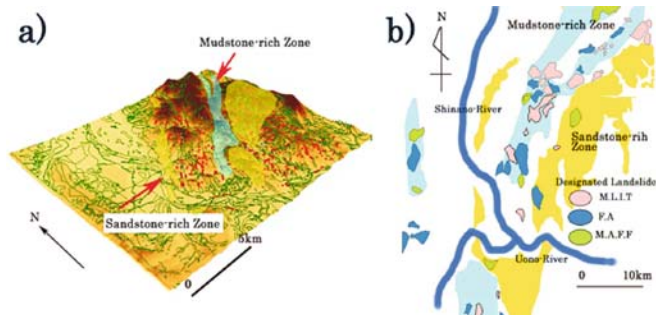 a)
Mudstone-rich Zone
Sandstone-rich Zone
N
5km
0
b)
N
Mudstone-rich Zone
Shinano-River
Sandstone-rih
Zone
Designated Landslide
M.L.I.T
F.A
M.A.F.F
Uono-River
0 10km